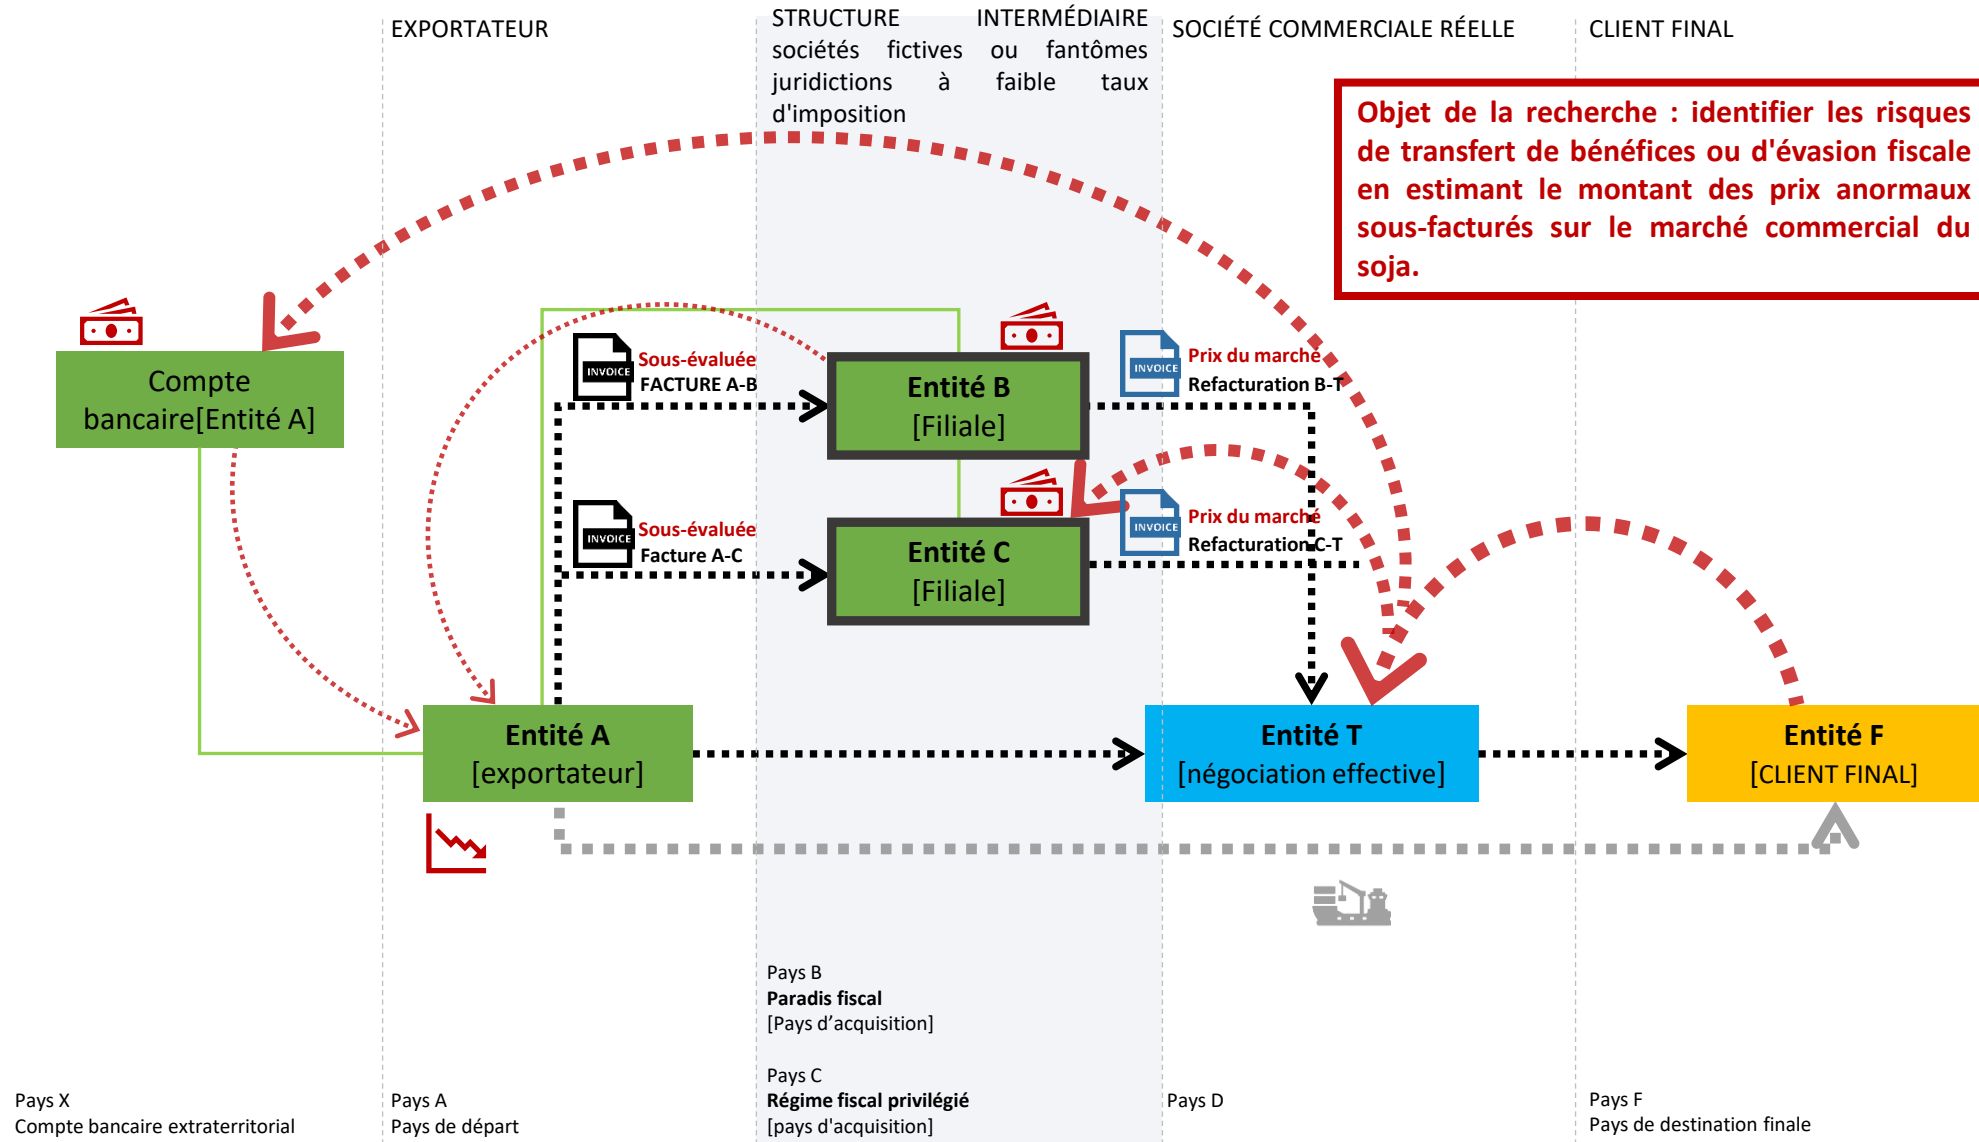 EXPORTATEUR
STRUCTURE INTERMÉDIAIRE
sociétés fictives ou fantômes
juridictions à faible taux
d'imposition
SOCIÉTÉ COMMERCIALE RÉELLE
CLIENT FINAL
Objet de la recherche : identifier les risques
de transfert de bénéfices ou d'évasion fiscale
en estimant le montant des prix anormaux
sous-facturés sur le marché commercial du
soja.
Compte
bancaire[Entité A]
INVOICE
Sous-évaluée
FACTURE A-B
Entité B
[Filiale]
INVOICE
Prix du marché
Refacturation B-T
INVOICE
Sous-évaluée
Facture A-C
Entité C
[Filiale]
INVOICE
Prix du marché
Refacturation C-T
Entité A
[exportateur]
Entité T
[négociation effective]
Entité F
[CLIENT FINAL]
Pays B
Paradis fiscal
[Pays d’acquisition]
Pays X
Compte bancaire extraterritorial
Pays A
Pays de départ
Pays C
Régime fiscal privilégié
[pays d'acquisition]
Pays D
Pays F
Pays de destination finale